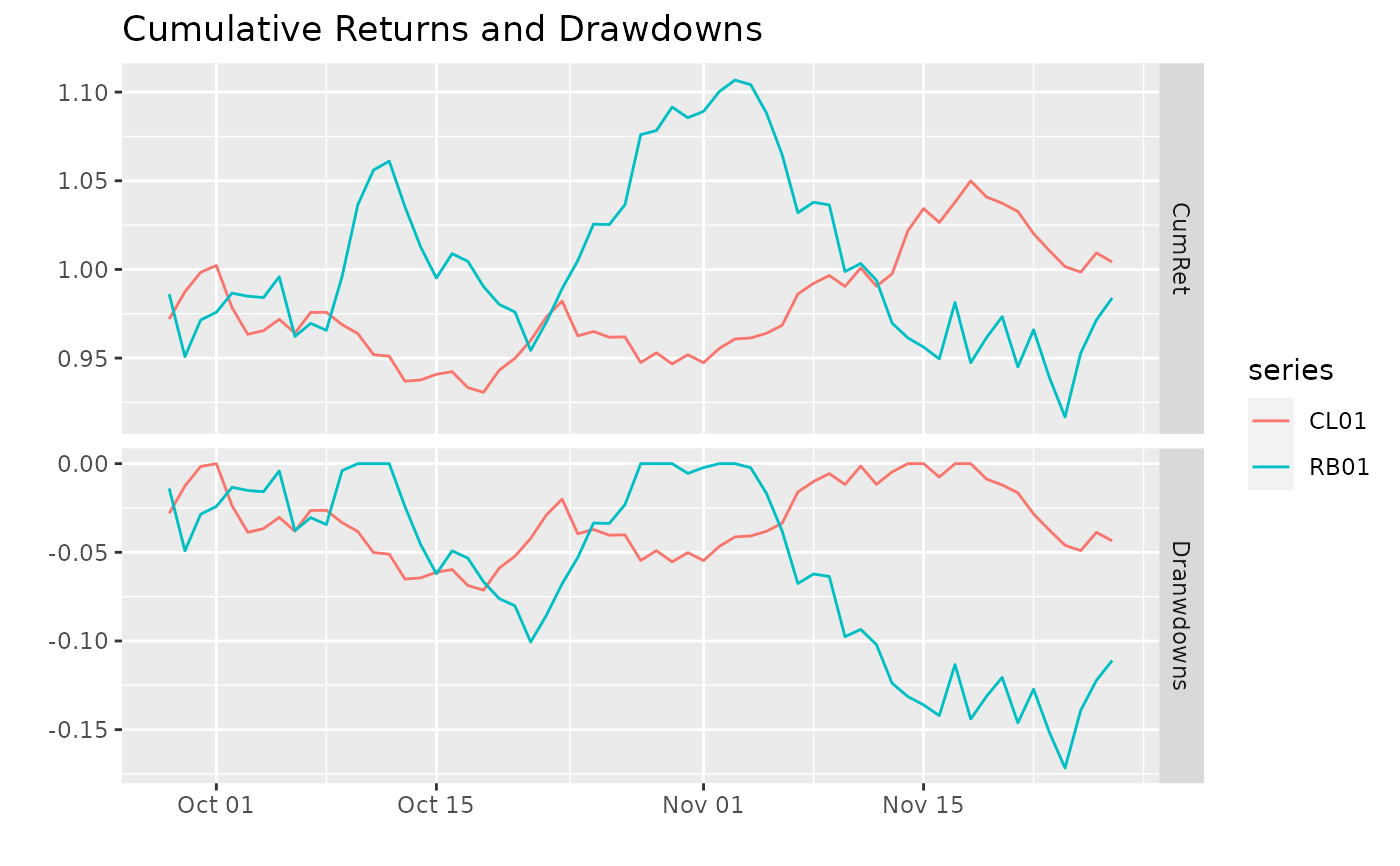 Cumulative Returns and Drawdowns
1.10
1.05
1.00
0.95
CumRet
0.00
-0.05
-0.10
-0.15
Dranwdowns
Oct 01
Oct 15
Nov 01
Nov 15
series
CL01
RB01